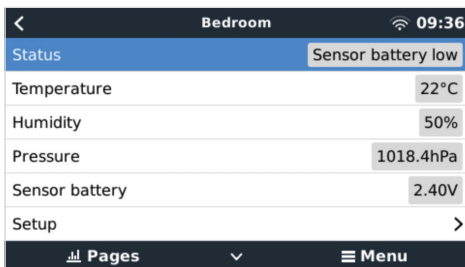 Bedroom 09:36
Status Sensor battery low
Temperature 22°C
Humidity 50%
Pressure 1018.4hPa
Sensor battery 2.40V
Setup
Pages Menu